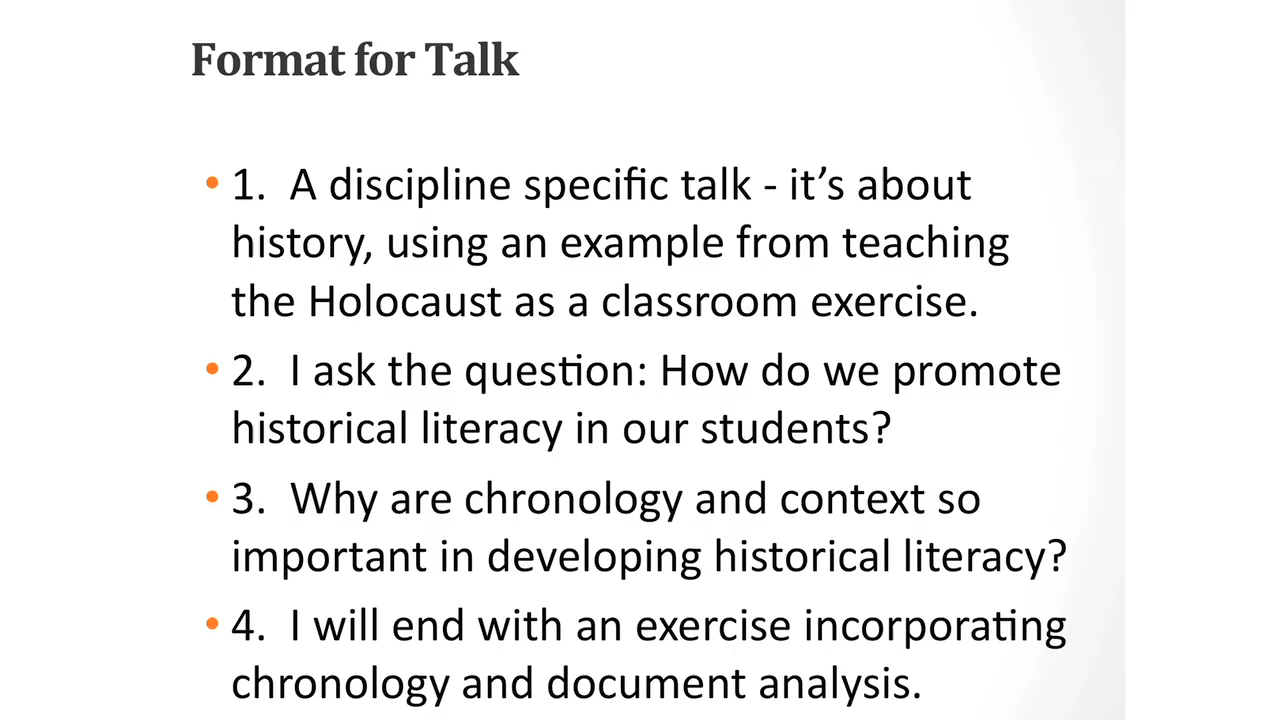 Format for Talk
• 1.  A discipline specific talk - it’s about
history, using an example from teaching
the Holocaust as a classroom exercise.
• 2.  I ask the question: How do we promote
historical literacy in our students?
• 3.  Why are chronology and context so
important in developing historical literacy?
• 4.  I will end with an exercise incorporating
chronology and document analysis.